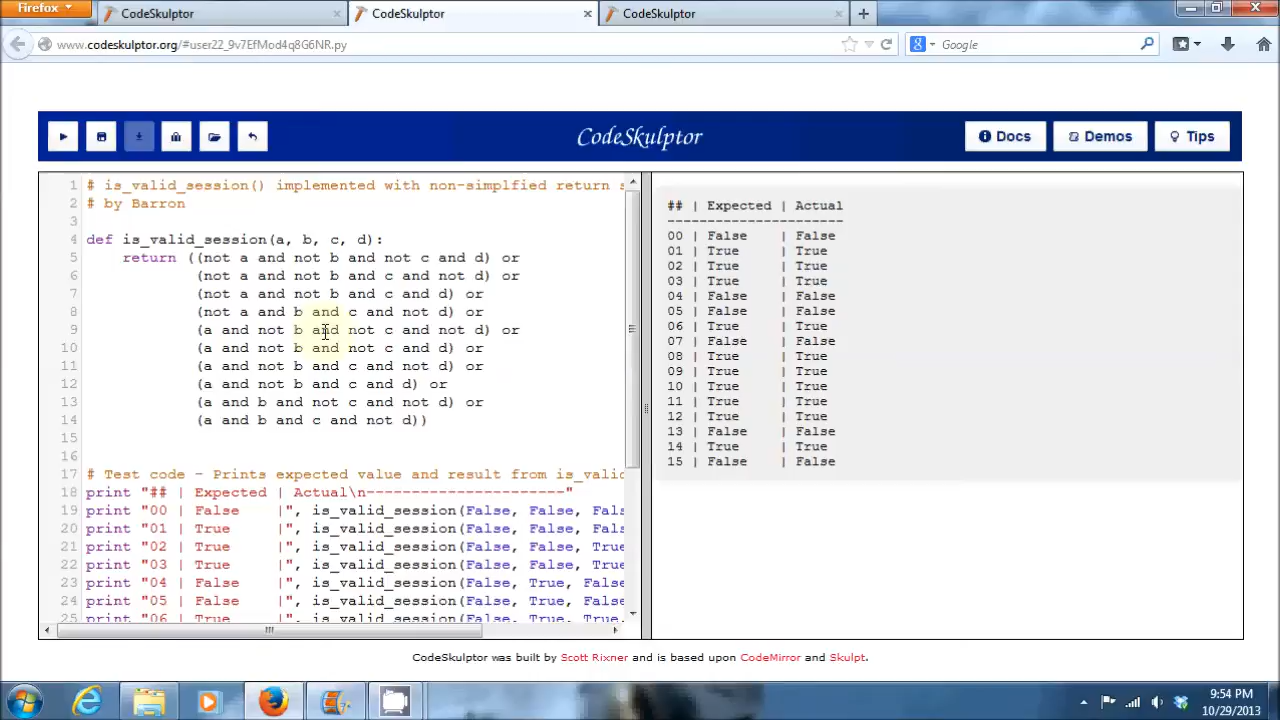 Firefox
CodeSkulptor
CodeSkulptor
CodeSkulptor
www.codeskulptor.org/#user22_9v7EfMod4q8G6NR.py
Google
CodeSkulptor
Docs
Demos
Tips
1 # is_valid_session() implemented with non-simplfied return s
2 # by Barron
3
4 def is_valid_session(a, b, c, d):
5 return ((not a and not b and not c and d) or
6 (not a and not b and c and not d) or
7 (not a and not b and c and d) or
8 (not a and b and c and not d) or
9 (a and not b and not c and not d) or
10 (a and not b and not c and d) or
11 (a and not b and c and not d) or
12 (a and not b and c and d) or
13 (a and b and not c and not d) or
14 (a and b and c and not d))
15
16
17 # Test code - Prints expected value and result from is_valid
18 print "## | Expected | Actual\n----------------------"
19 print "00 | False |", is_valid_session(False, False, Fals
20 print "01 | True |", is_valid_session(False, False, Fals
21 print "02 | True |", is_valid_session(False, False, True
22 print "03 | True |", is_valid_session(False, False, True
23 print "04 | False |", is_valid_session(False, True, Fals
24 print "05 | False |", is_valid_session(False, True, False
25 print "06 | True |", is_valid_session(False, True, True,
## | Expected | Actual
----------------------
00 | False | False
01 | True | True
02 | True | True
03 | True | True
04 | False | False
05 | False | False
06 | True | True
07 | False | False
08 | True | True
09 | True | True
10 | True | True
11 | True | True
12 | True | True
13 | False | False
14 | True | True
15 | False | False
CodeSkulptor was built by Scott Rixner and is based upon CodeMirror and Skulpt.
9:54 PM
10/29/2013